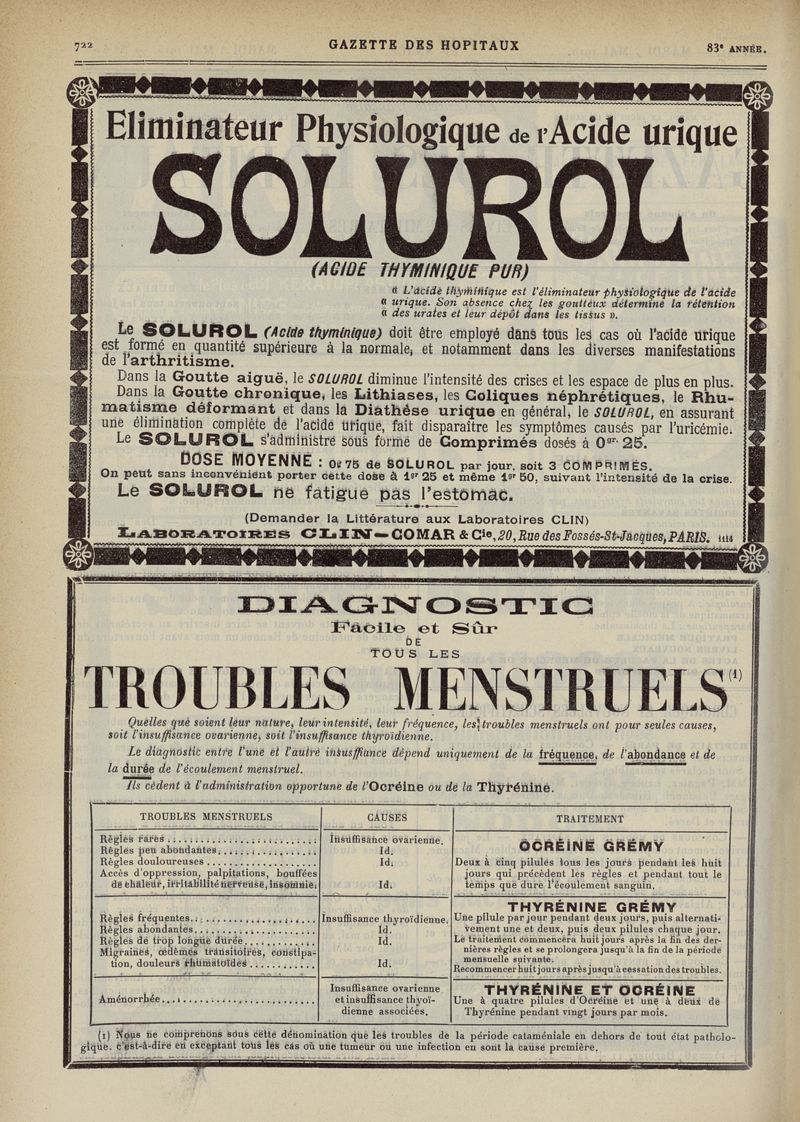 722
GAZETTE DES HOPITAUX
83e ANNÉE.
Eliminateur Physiologique de l'Acide urique
SOLUROL
(ACIDE THYMINIQUE PUR)
« L'acide thyminique est l'éliminateur physiologique de l'acide
« urique. Son absence chez les goutteux détermine la rétention
« des urates et leur dépôt dans les tissus ».
Le SOLUROL (Acide thyminique) doit être employé dans tous les cas où l'acide urique
est formé en quantité supérieure à la normale, et notamment dans les diverses manifestations
de l'arthritisme.
Dans la Goutte aiguë, le SOLUROL diminue l'intensité des crises et les espace de plus en plus.
Dans la Goutte chronique, les Lithiases, les Coliques néphrétiques, le Rhu-
matisme déformant et dans la Diathèse urique en général, le SOLUROL, en assurant
une élimination complète de l'acide urique, fait disparaître les symptômes causés par l'uricémie.
Le SOLUROL s'administre sous forme de Comprimés dosés à 0gr. 25.
DOSE MOYENNE : 0g 75 de SOLUROL par jour, soit 3 COMPRIMÉS.
On peut sans inconvénient porter cette dose à 1gr 25 et même 1gr 50, suivant l'intensité de la crise.
Le SOLUROL ne fatigue pas l'estomac.
(Demander la Littérature aux Laboratoires CLIN)
LABORATOIRES CLIN — COMAR & Cie, 20, Rue des Fossés-St-Jacques, PARIS. 1114
DIAGNOSTIC
Facile et Sûr
DE
TOUS LES
TROUBLES MENSTRUELS (1)
Quelles que soient leur nature, leur intensité, leur fréquence, les troubles menstruels ont pour seules causes,
soit l'insuffisance ovarienne, soit l'insuffisance thyroïdienne.
Le diagnostic entre l'une et l'autre insusffiance dépend uniquement de la fréquence, de l'abondance et de
la durée de l'écoulement menstruel.
Ils cèdent à l'administration opportune de l'Ocréine ou de la Thyrénine.
TROUBLES MENSTRUELS
CAUSES
TRAITEMENT
Règles rares
Insuffisance ovarienne.
Règles peu abondantes
Id.
Règles douloureuses
Id.
Accès d'oppression, palpitations, bouffées
de chaleur, irritabilité nerveuse, insomnie.
Id.
OCRÉINE GRÉMY
Deux à cinq pilules tous les jours pendant les huit
jours qui précèdent les règles et pendant tout le
temps que dure l'écoulement sanguin.
Règles fréquentes
Insuffisance thyroïdienne.
Règles abondantes
Id.
Règles de trop longue durée
Id.
Migraines, œdèmes transitoires, constipa-
tion, douleurs rhumatoïdes
Id.
THYRÉNINE GRÉMY
Une pilule par jour pendant deux jours, puis alternati-
vement une et deux, puis deux pilules chaque jour.
Le traitement commencera huit jours après la fin des der-
nières règles et se prolongera jusqu'à la fin de la période
mensuelle suivante.
Recommencer huit jours après jusqu'à cessation des troubles.
Aménorrhée
Insuffisance ovarienne
et insuffisance thyroï-
dienne associées.
THYRÉNINE ET OCRÉINE
Une à quatre pilules d'Ocréine et une à deux de
Thyrénine pendant vingt jours par mois.
(1) Nous ne comprenons sous cette dénomination que les troubles de la période cataméniale en dehors de tout état patholo-
gique. c'est-à-dire en exceptant tous les cas où une tumeur ou une infection en sont la cause première.